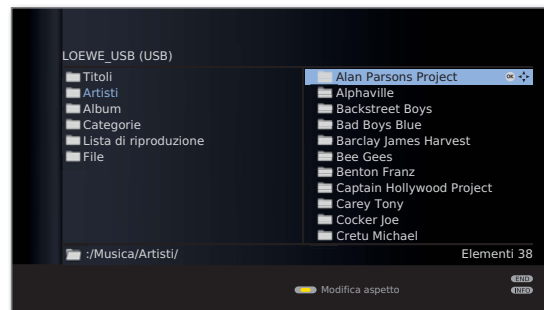 LOEWE_USB (USB)
Titoli
Artisti
Album
Categorie
Lista di riproduzione
File
Alan Parsons Project
OK
Alphaville
Backstreet Boys
Bad Boys Blue
Barclay James Harvest
Bee Gees
Benton Franz
Captain Hollywood Project
Carey Tony
Cocker Joe
Cretu Michael
:/Musica/Artisti/
Elementi 38
Modifica aspetto
END
INFO